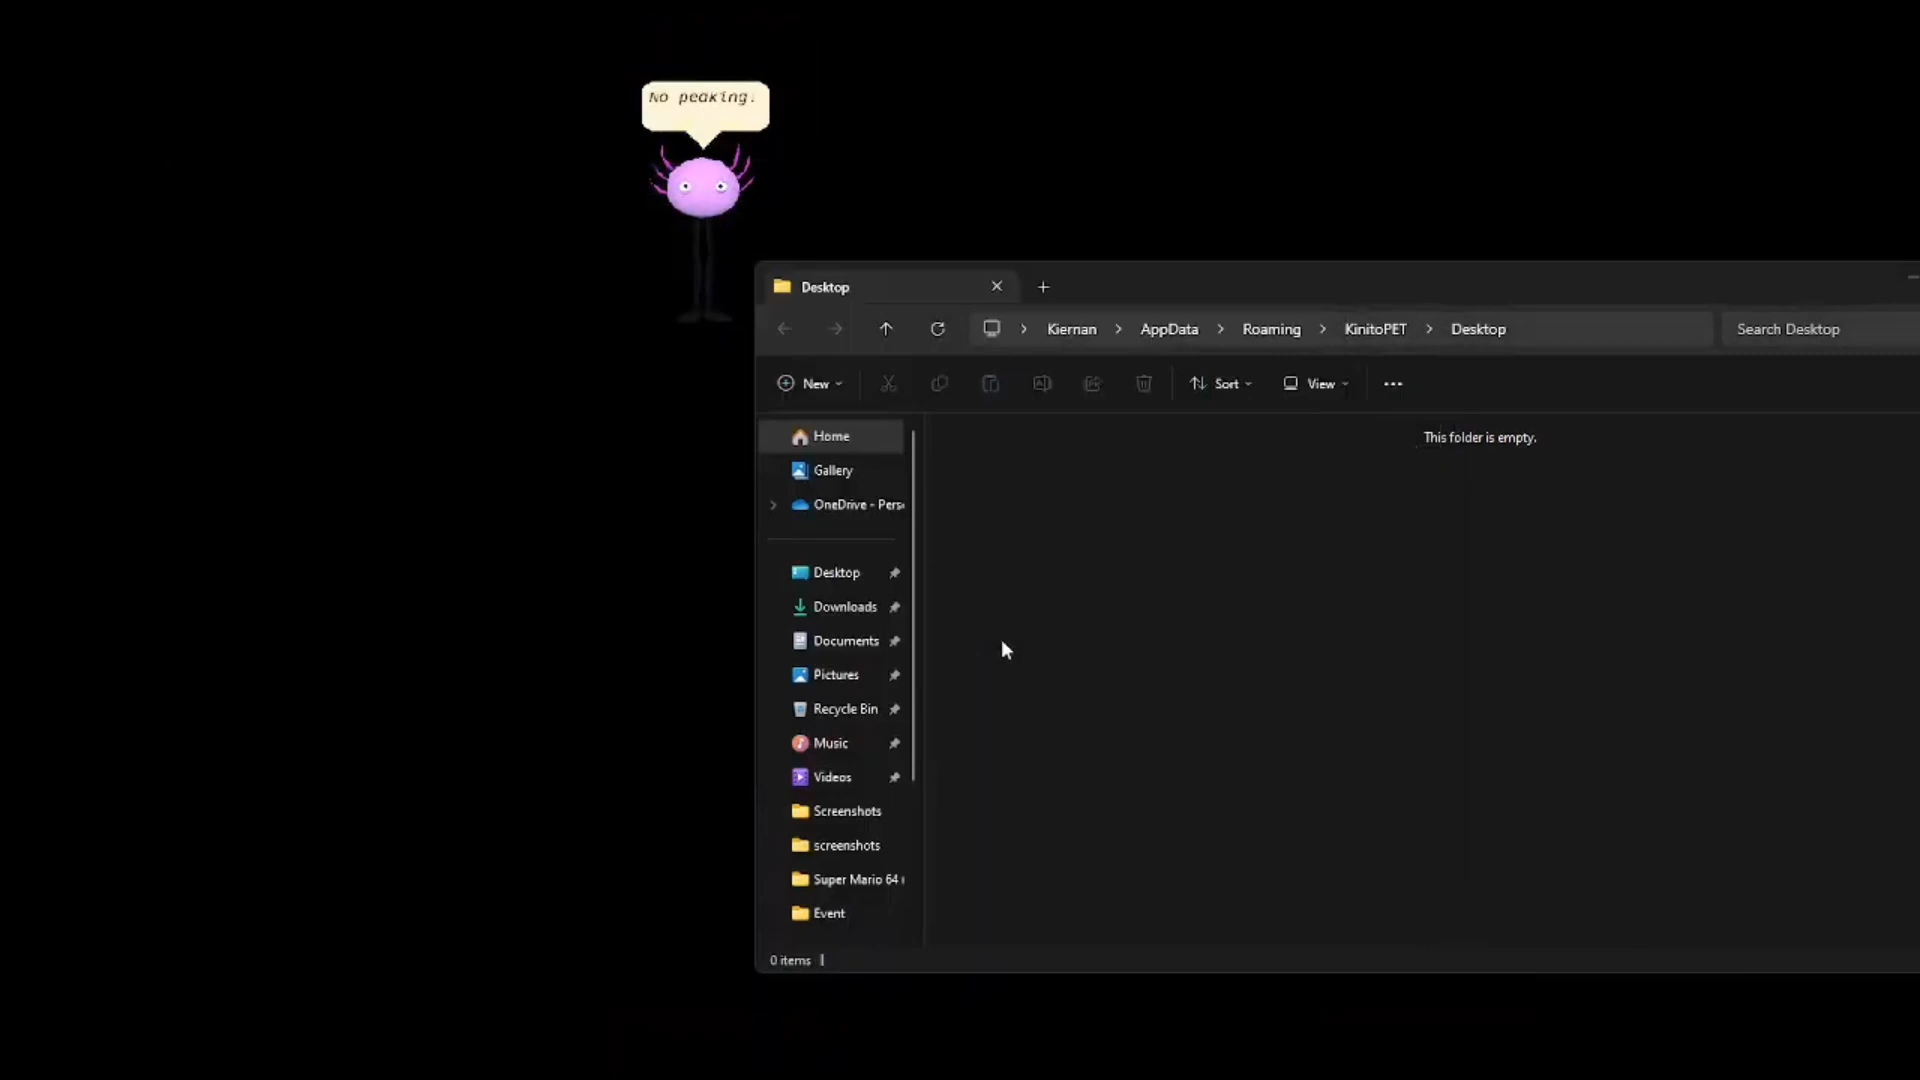 No peaking.
Desktop
Kiernan > AppData > Roaming > KinitoPET > Desktop
Search Desktop
New
Sort
View
Home
This folder is empty.
Gallery
OneDrive - Pers
Desktop
Downloads
Documents
Pictures
Recycle Bin
Music
Videos
Screenshots
screenshots
Super Mario 64
Event
0 items